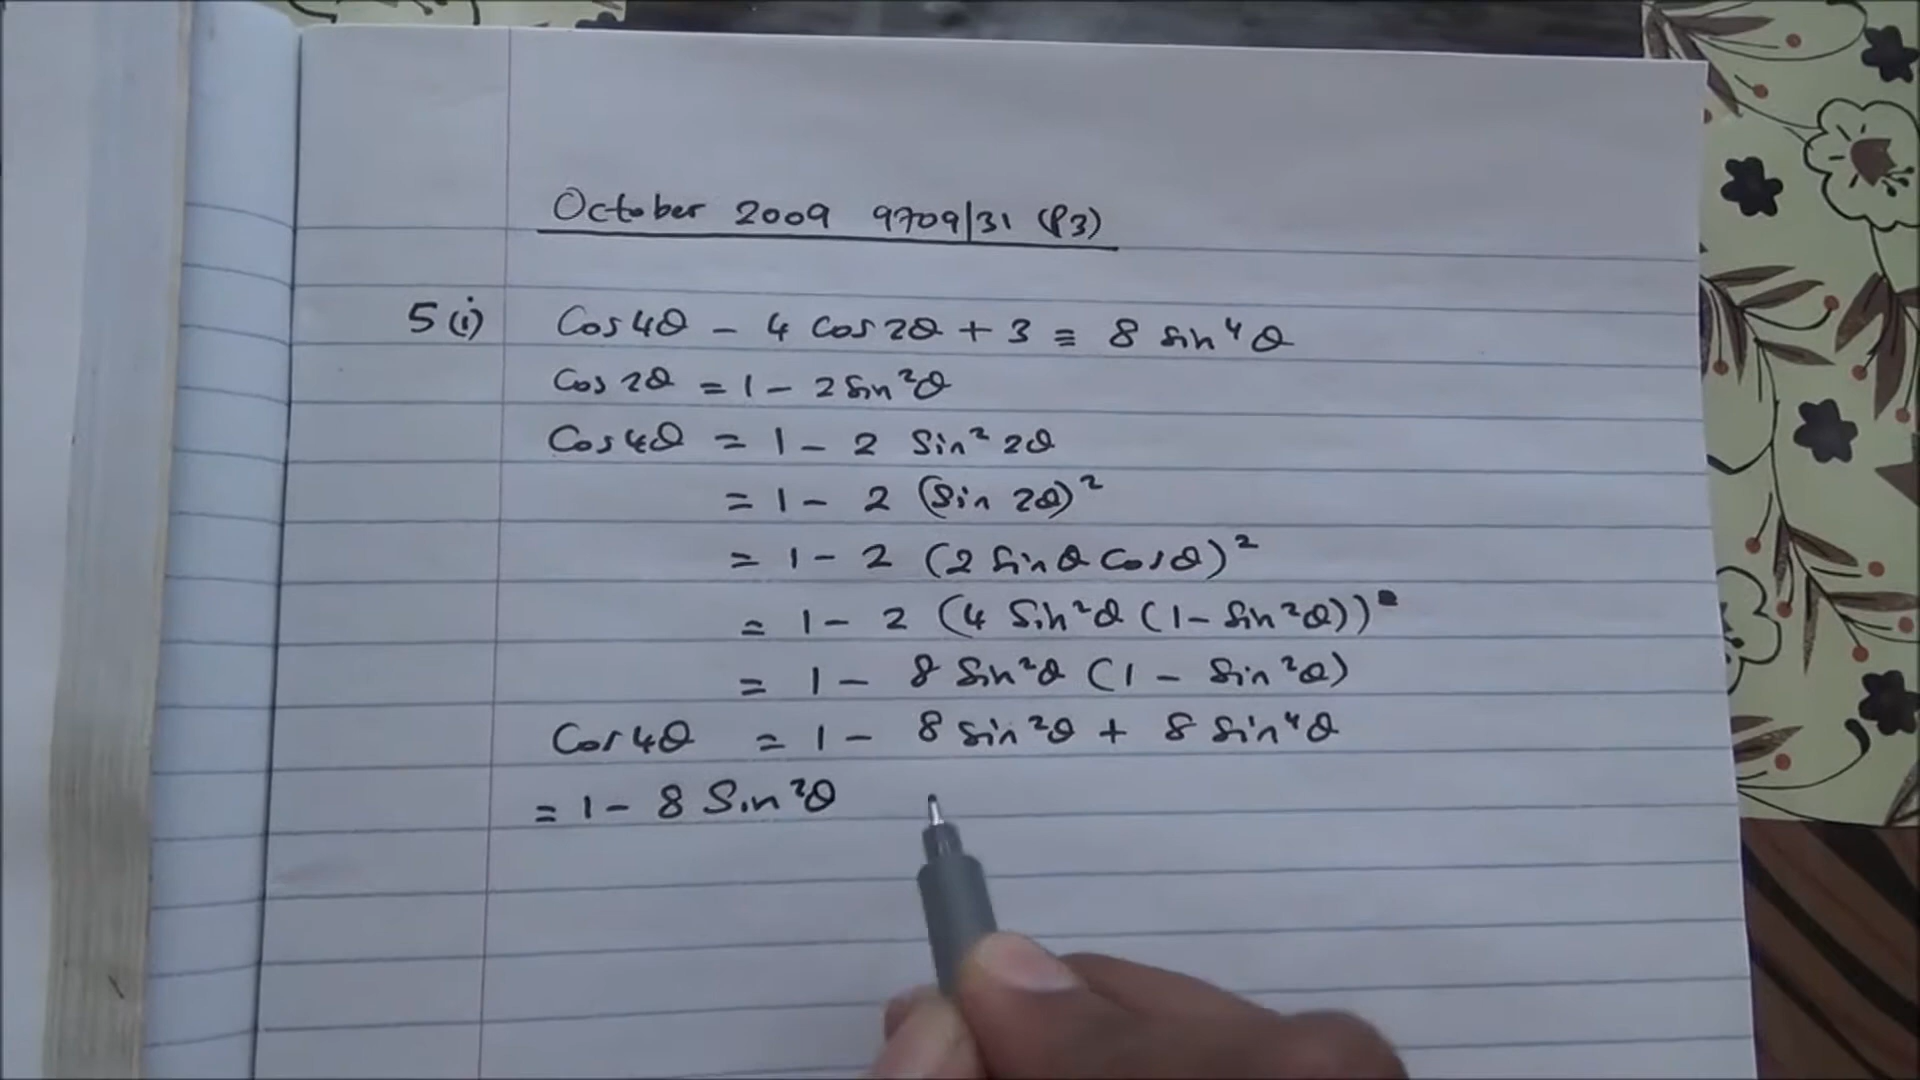 October 2009 9709/31 (P3)
5(i) Cos 4θ - 4 cos 2θ + 3 ≡ 8 sin⁴θ
Cos 2θ = 1 - 2 Sin²θ
Cos 4θ = 1 - 2 Sin² 2θ
= 1 - 2 (Sin 2θ)²
= 1 - 2 (2 Sinθ Cosθ)²
= 1 - 2 (4 Sin²θ (1 - Sin²θ))
= 1 - 8 Sin²θ (1 - Sin²θ)
Cos 4θ = 1 - 8 Sin²θ + 8 Sin⁴θ
= 1 - 8 Sin²θ